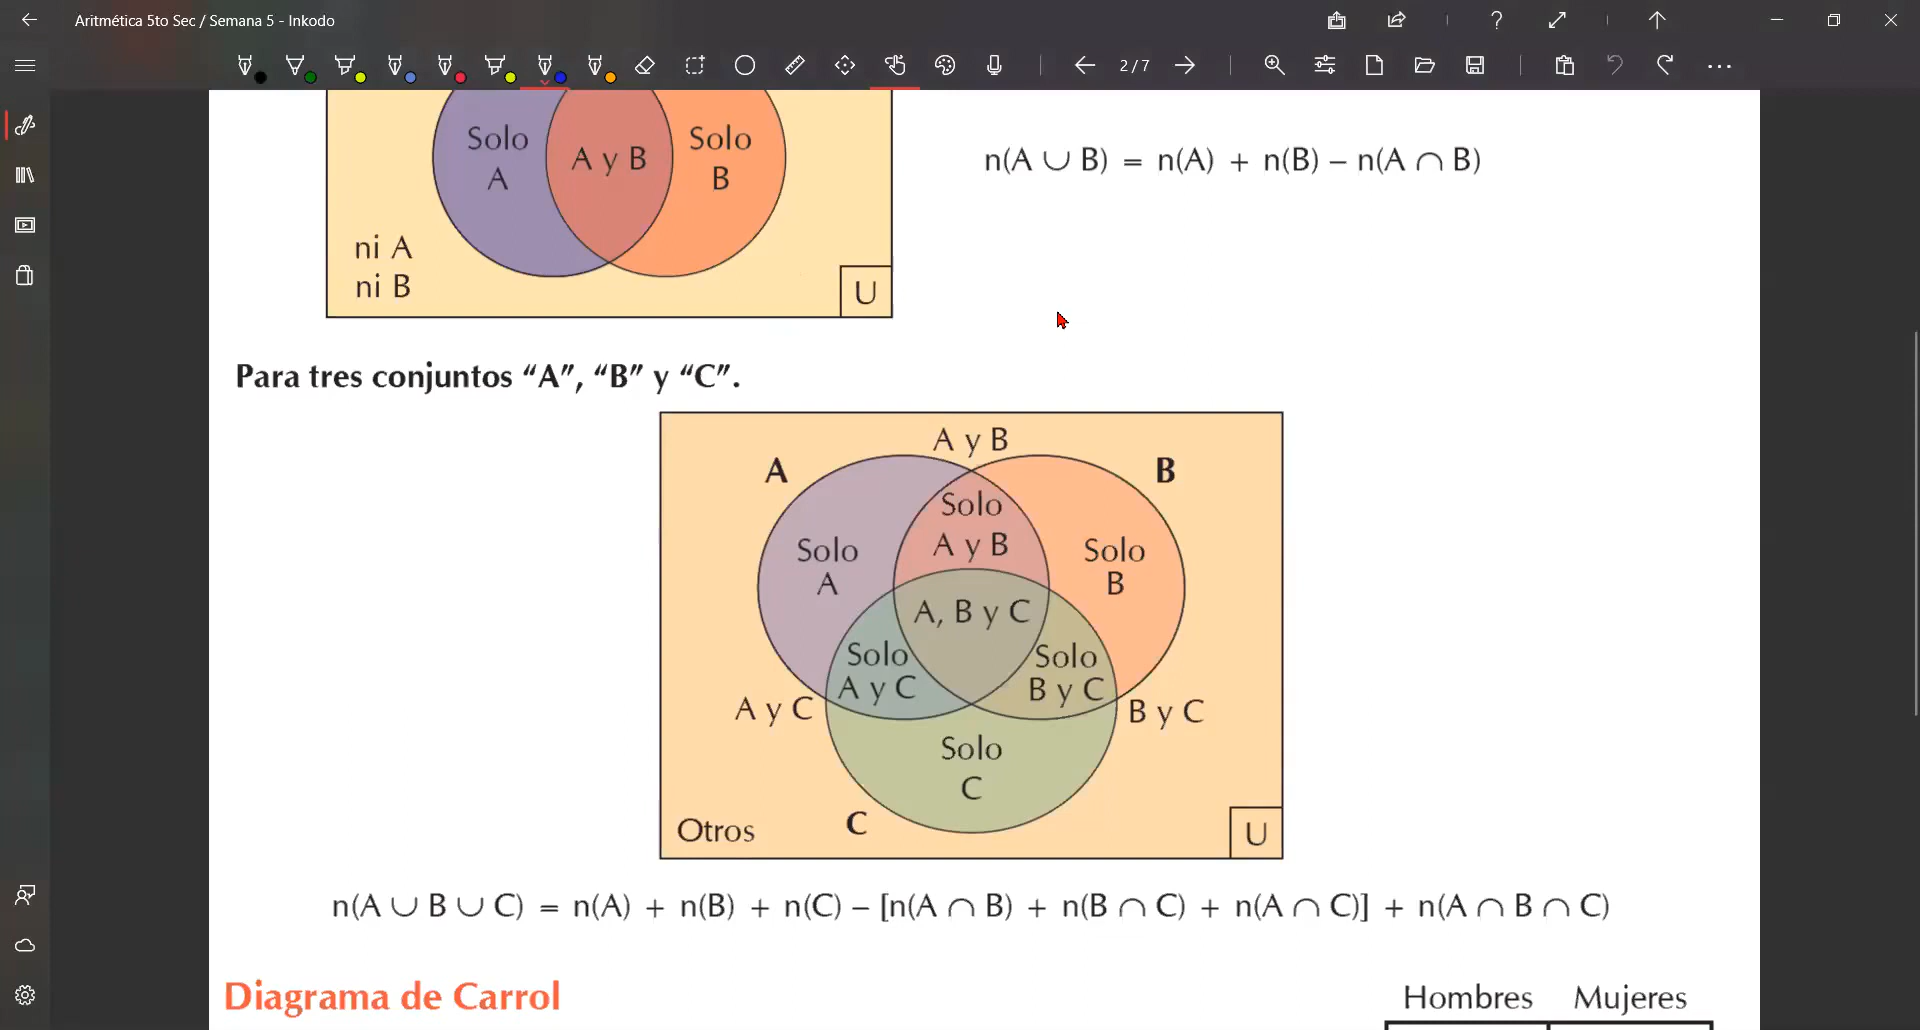 Aritmética 5to Sec / Semana 5 - Inkodo
2 / 7
Solo
A
A y B
Solo
B
ni A
ni B
U
n(A ∪ B) = n(A) + n(B) – n(A ∩ B)
Para tres conjuntos “A”, “B” y “C”.
A y B
A
B
Solo
A y B
Solo
A
Solo
B
A, B y C
Solo
A y C
Solo
B y C
A y C
B y C
Solo
C
Otros
C
U
n(A ∪ B ∪ C) = n(A) + n(B) + n(C) – [n(A ∩ B) + n(B ∩ C) + n(A ∩ C)] + n(A ∩ B ∩ C)
Diagrama de Carrol
Hombres Mujeres